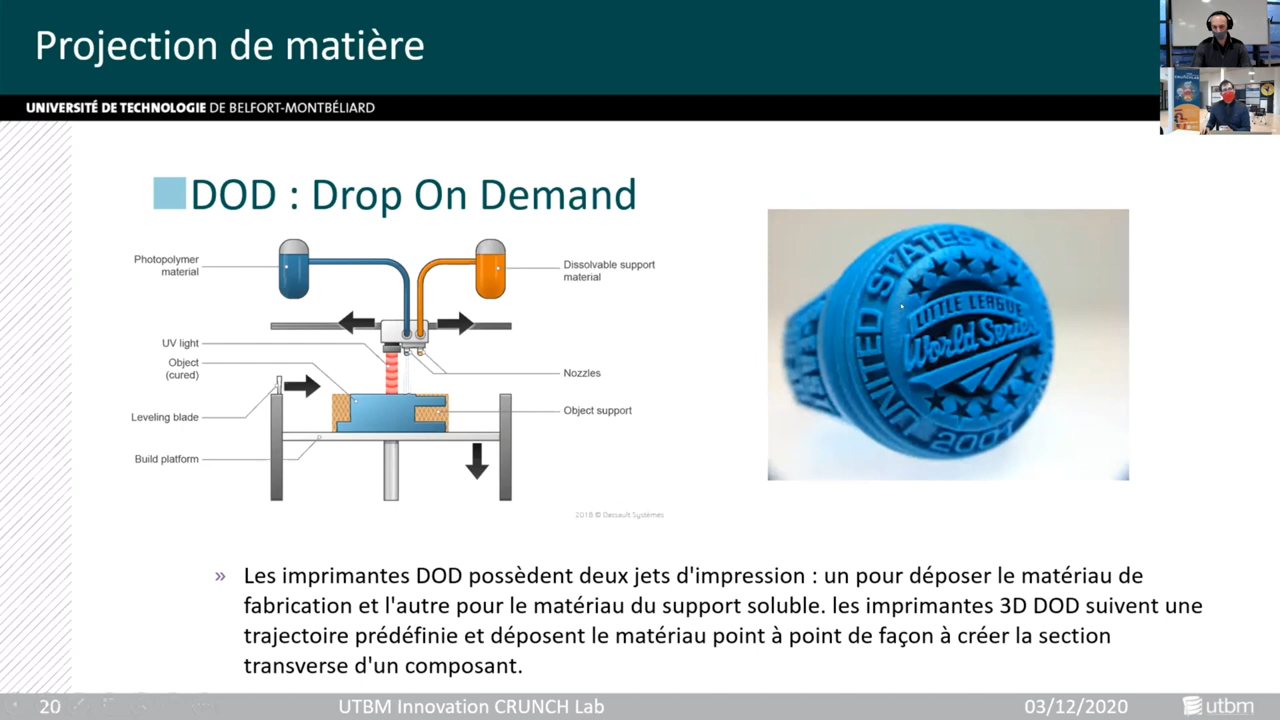 Projection de matière
UNIVERSITÉ DE TECHNOLOGIE DE BELFORT-MONTBÉLIARD
DOD : Drop On Demand
Photopolymer
material
Dissolvable support
material
UV light
Object
(cured)
Nozzles
Leveling blade
Object support
Build platform
2018 © Dassault Systèmes
UNITED STATES
LITTLE LEAGUE
World Series
2001
» Les imprimantes DOD possèdent deux jets d'impression : un pour déposer le matériau de
fabrication et l'autre pour le matériau du support soluble. les imprimantes 3D DOD suivent une
trajectoire prédéfinie et déposent le matériau point à point de façon à créer la section
transverse d'un composant.
20
UTBM Innovation CRUNCH Lab
03/12/2020
utbm